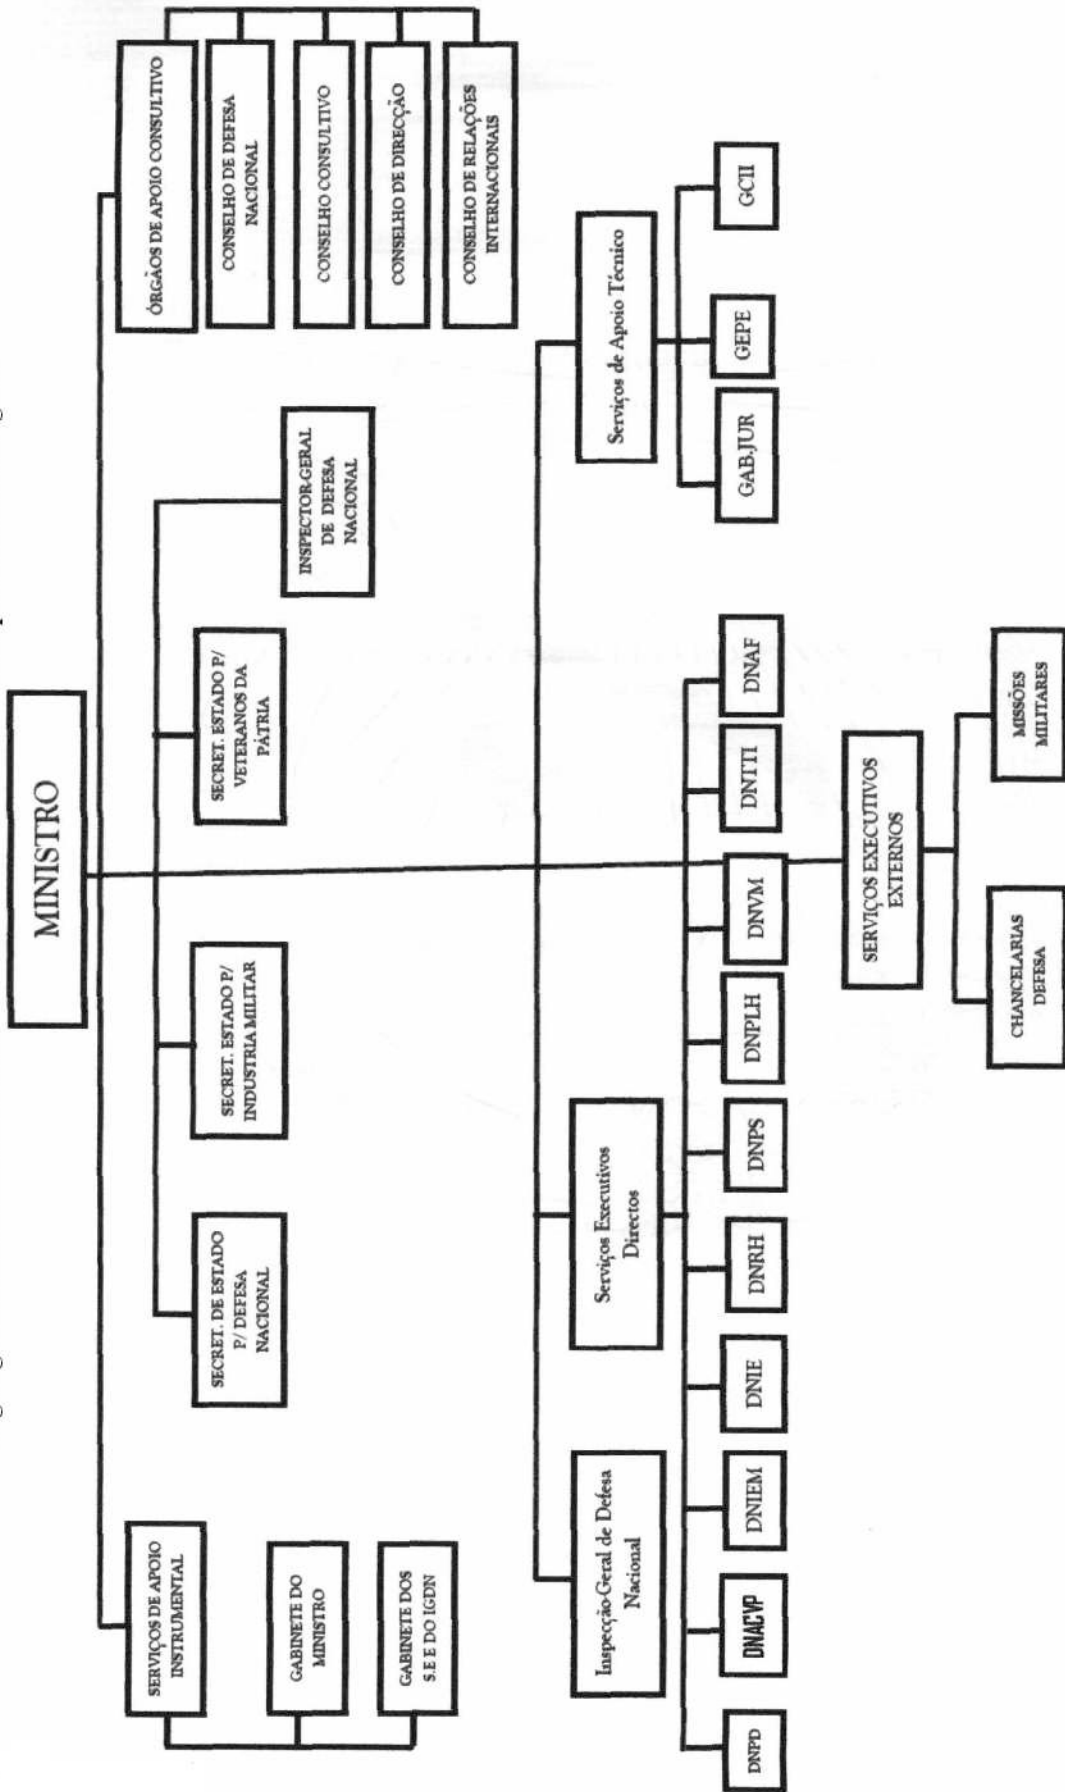 MINISTRO
SERVIÇOS DE APOIO
INSTRUMENTAL
GABINETE DO
MINISTRO
GABINETE DOS
S.E E DO IGDN
SECRET. DE ESTADO
P/ DEFESA
NACIONAL
SECRET. ESTADO P/
INDUSTRIA MILITAR
SECRET. ESTADO P/
VETERANOS DA
PÁTRIA
INSPECTOR-GERAL
DE DEFESA
NACIONAL
ÓRGÃOS DE APOIO CONSULTIVO
CONSELHO DE DEFESA
NACIONAL
CONSELHO CONSULTIVO
CONSELHO DE DIRECÇÃO
CONSELHO DE RELAÇÕES
INTERNACIONAIS
Inspecção-Geral de Defesa
Nacional
Serviços Executivos
Directos
Serviços de Apoio Técnico
DNPD
DNACVP
DNIEM
DNIE
DNRH
DNPS
DNPLH
DNVM
DNTTI
DNAF
GAB.JUR
GEPE
GCII
SERVIÇOS EXECUTIVOS
EXTERNOS
CHANCELARIAS
DEFESA
MISSÕES
MILITARES